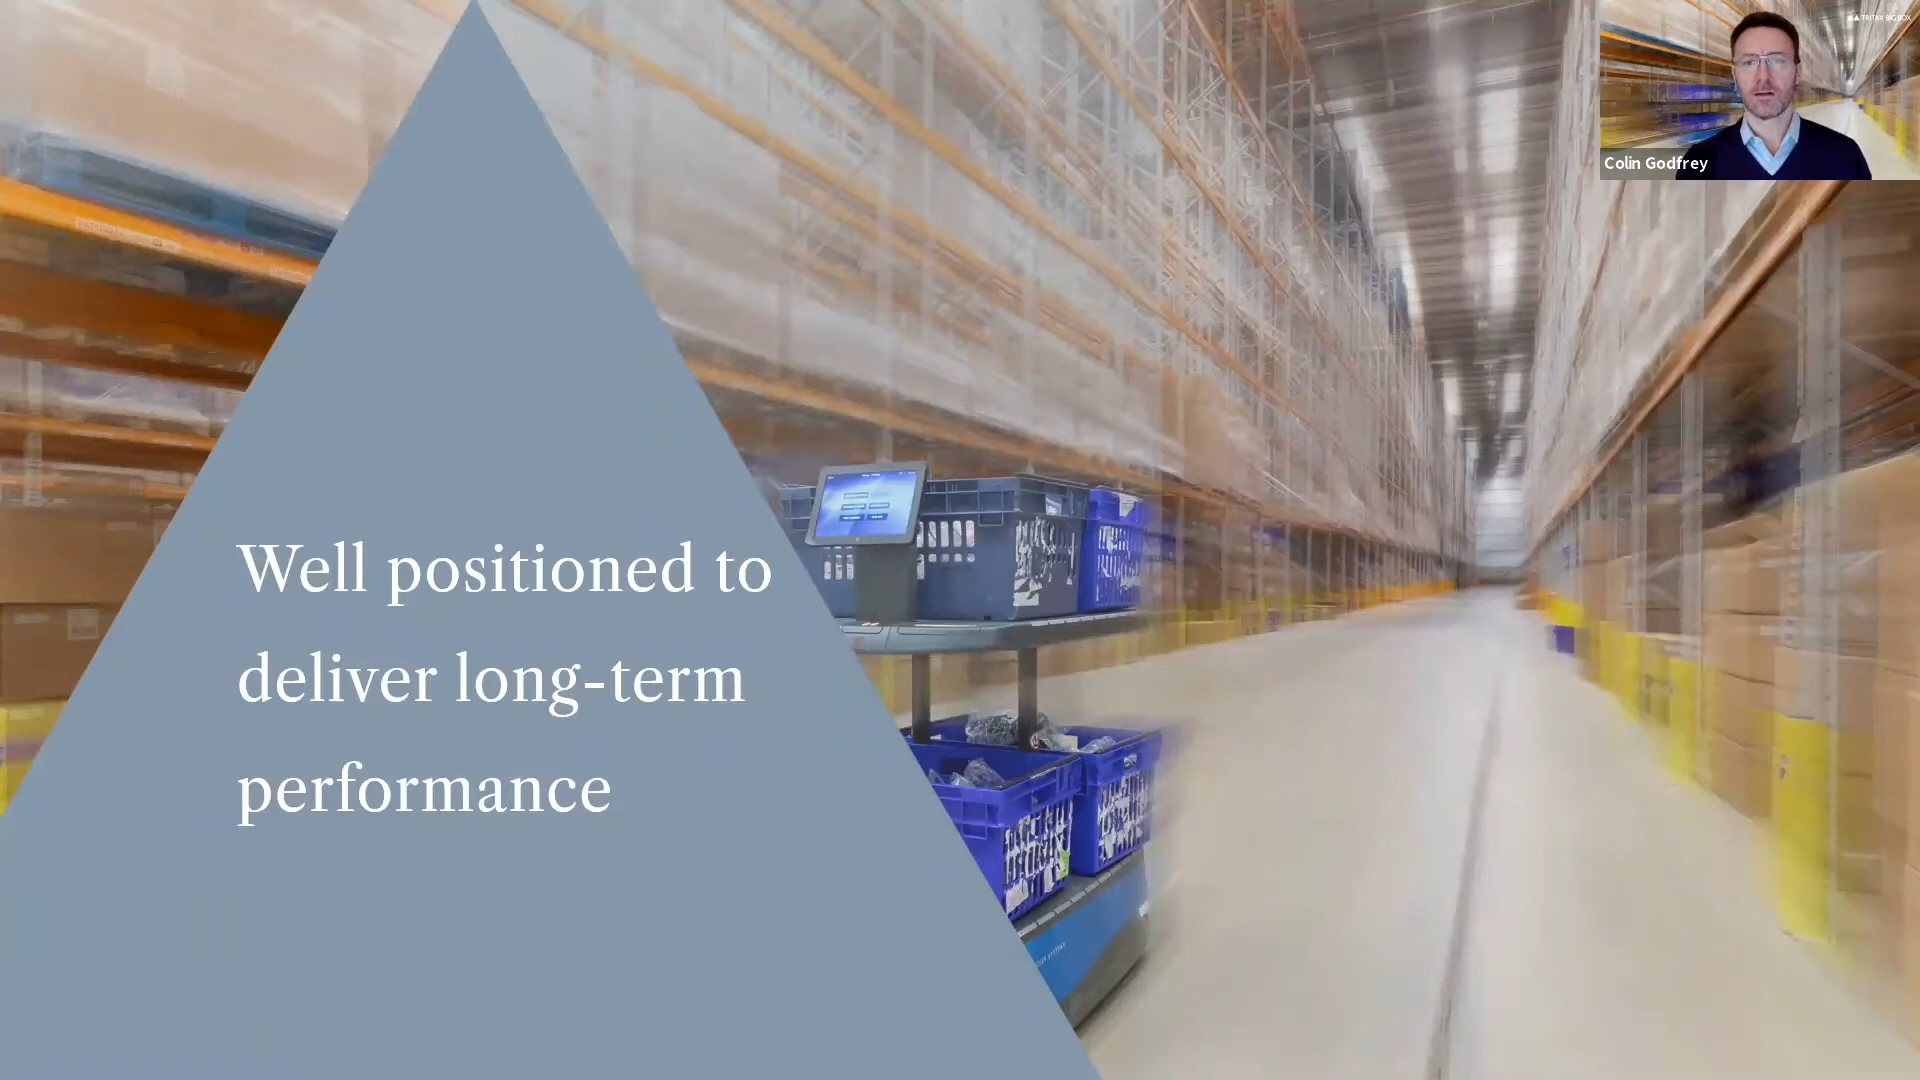 TRITAX BIG BOX
Colin Godfrey
Well positioned to
deliver long-term
performance